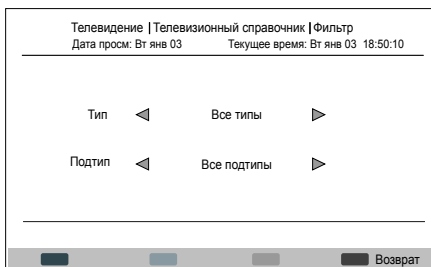 Телевидение | Телевизионный справочник | Фильтр
Дата просм: Вт янв 03 Текущее время: Вт янв 03 18:50:10
Тип Все типы
Подтип Все подтипы
Возврат